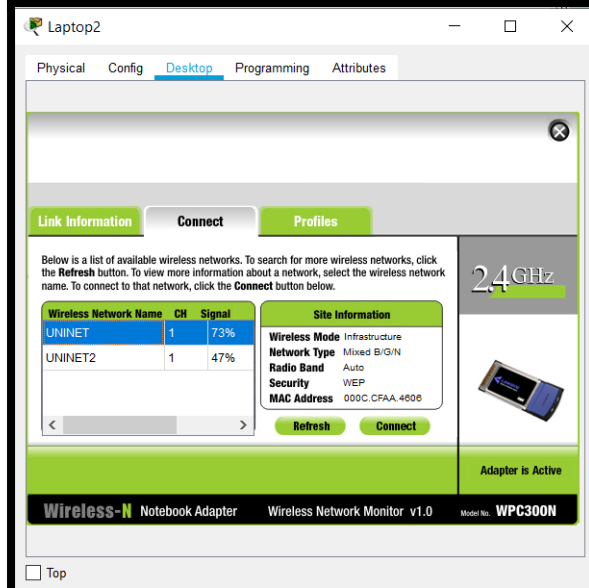 Laptop2
Physical Config Desktop Programming Attributes
Link Information Connect Profiles
Below is a list of available wireless networks. To search for more wireless networks, click
the Refresh button. To view more information about a network, select the wireless network
name. To connect to that network, click the Connect button below.
2.4GHz
Wireless Network Name CH Signal
UNINET 1 73%
UNINET2 1 47%
Site Information
Wireless Mode Infrastructure
Network Type Mixed B/G/N
Radio Band Auto
Security WEP
MAC Address 000C.CFAA.4606
Refresh Connect
Adapter is Active
Wireless-N Notebook Adapter Wireless Network Monitor v1.0 Model No. WPC300N
Top